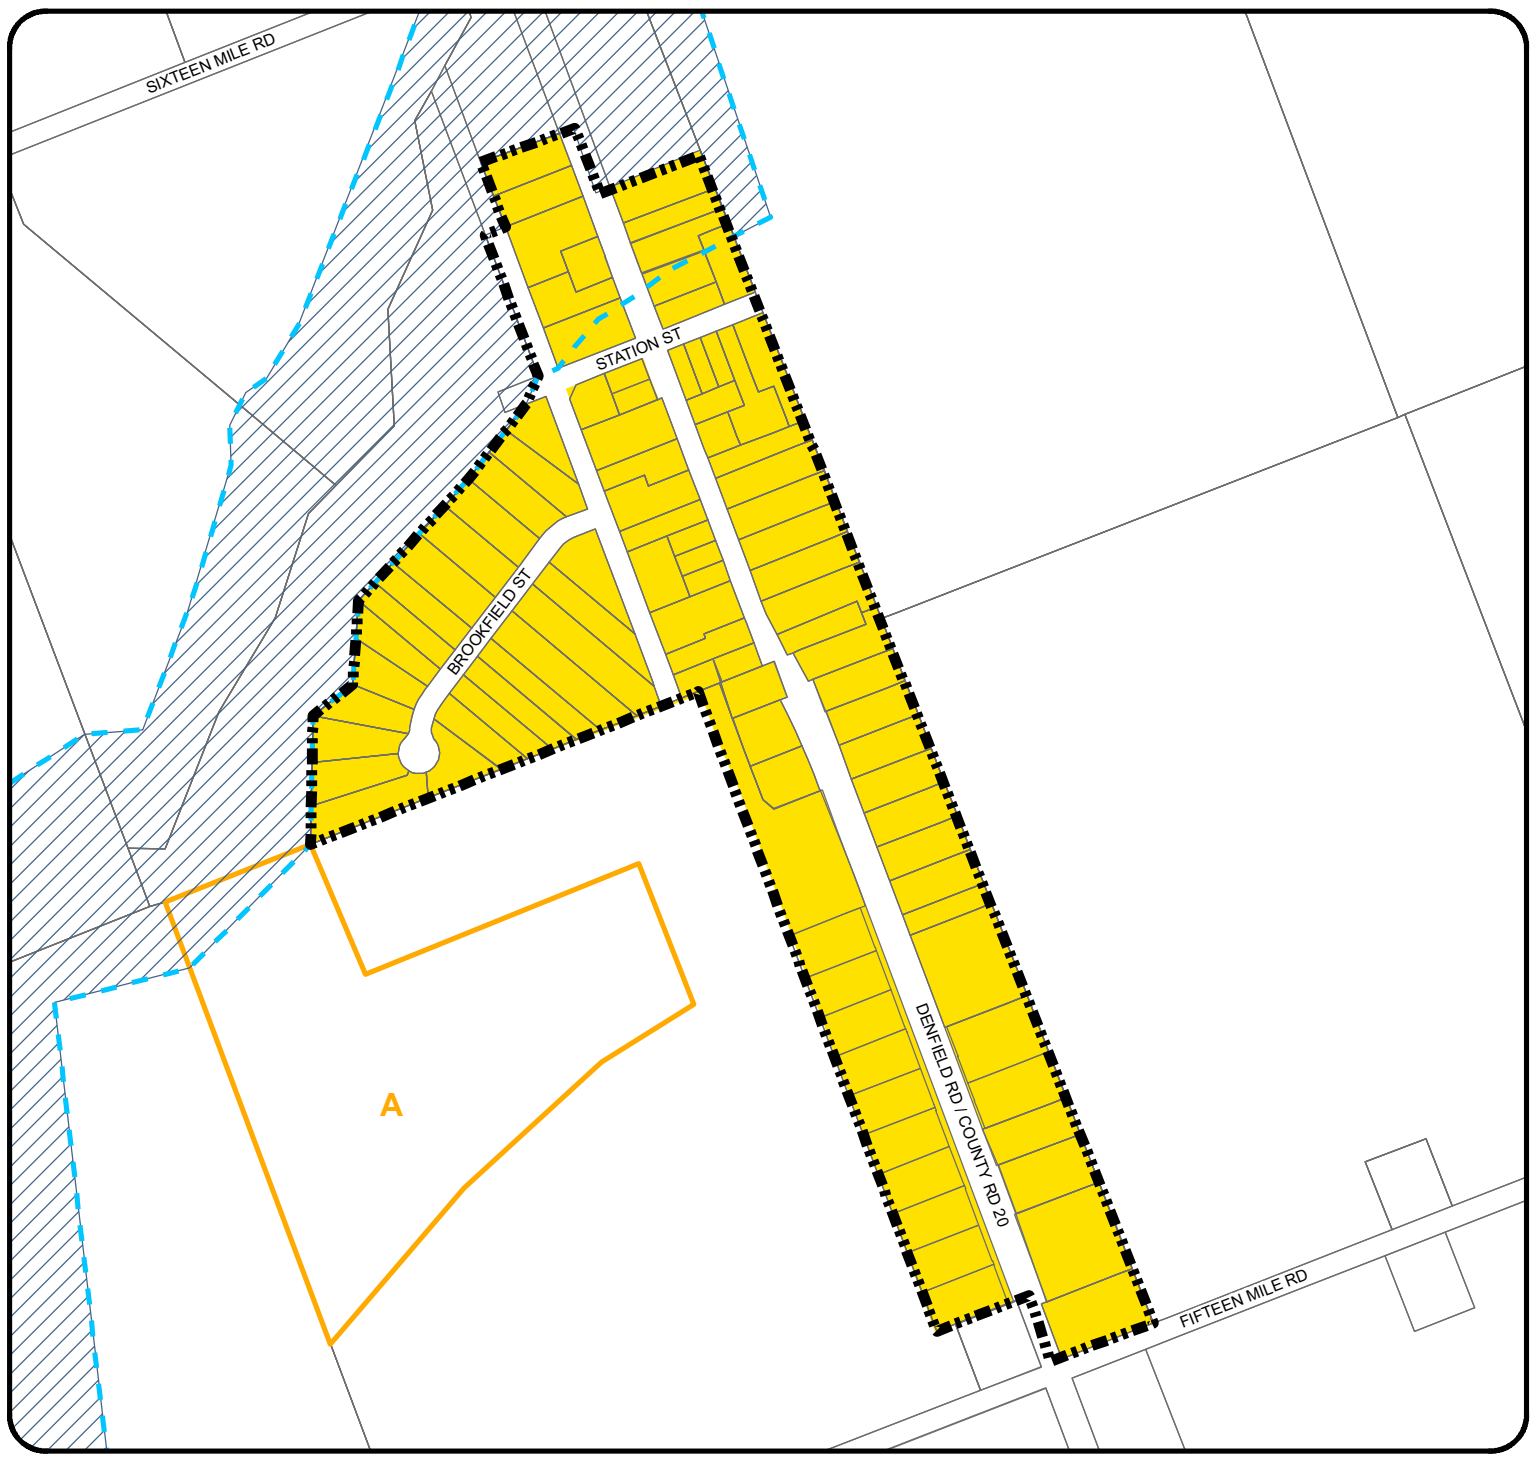 SIXTEEN MILE RD
STATION ST
BROOKFIELD ST
A
DENFIELD RD / COUNTY RD 20
FIFTEEN MILE RD